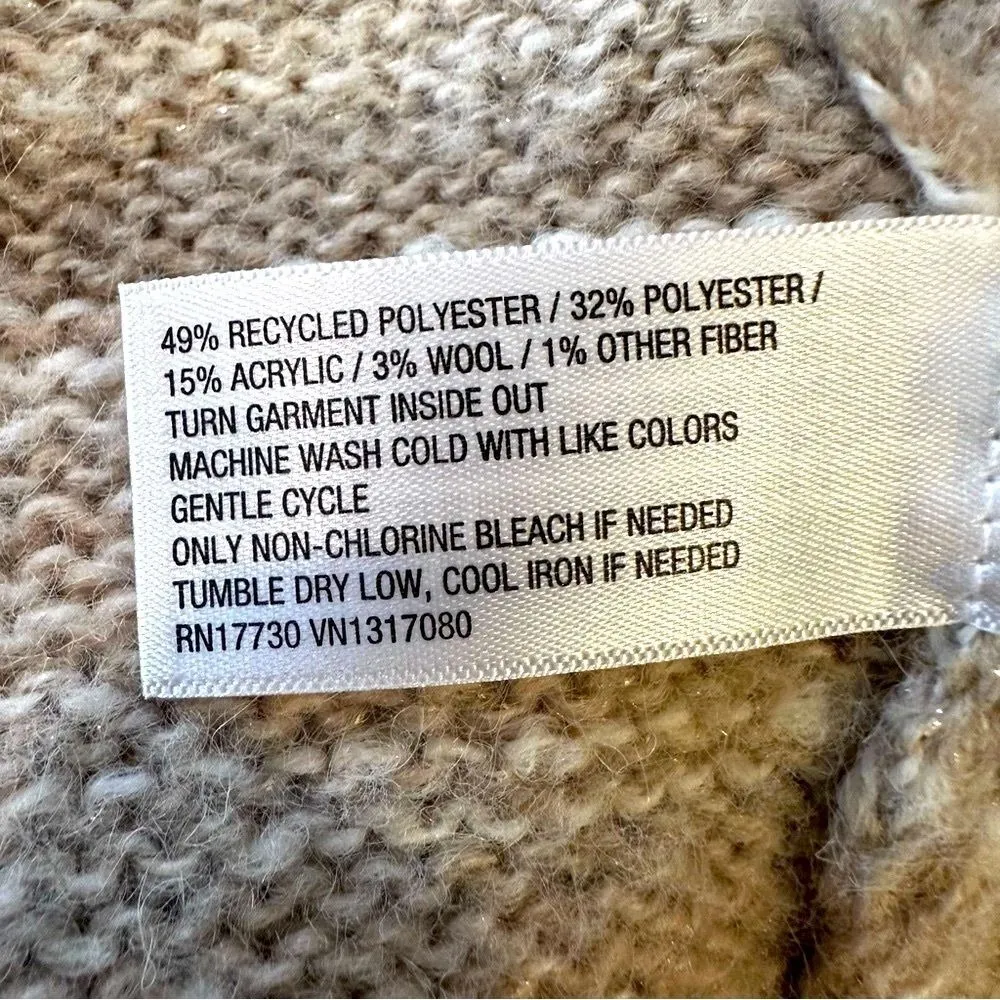 49% RECYCLED POLYESTER / 32% POLYESTER /
15% ACRYLIC / 3% WOOL / 1% OTHER FIBER
TURN GARMENT INSIDE OUT
MACHINE WASH COLD WITH LIKE COLORS
GENTLE CYCLE
ONLY NON-CHLORINE BLEACH IF NEEDED
TUMBLE DRY LOW, COOL IRON IF NEEDED
RN17730 VN1317080